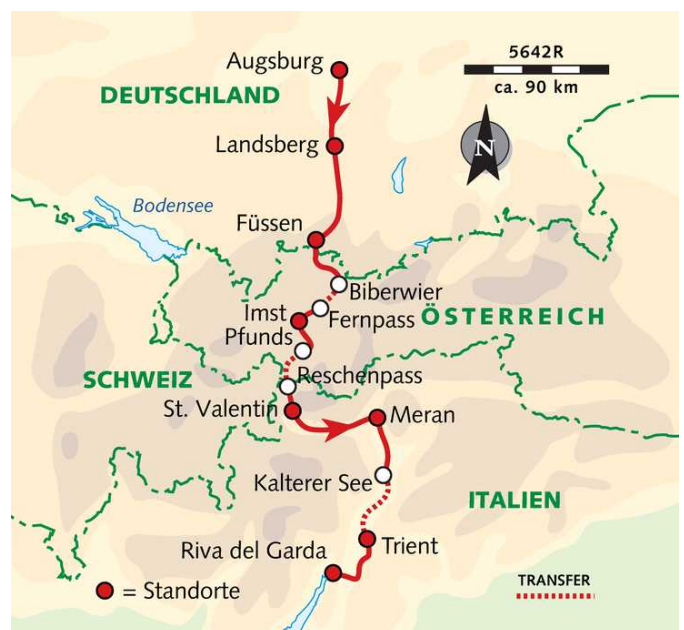 Augsburg
5642R
ca. 90 km
DEUTSCHLAND
Landsberg
N
Bodensee
Füssen
Biberwier
Imst
Fernpass
ÖSTERREICH
Pfunds
Reschenpass
SCHWEIZ
St. Valentin
Meran
Kalterer See
ITALIEN
Riva del Garda
Trient
= Standorte
TRANSFER